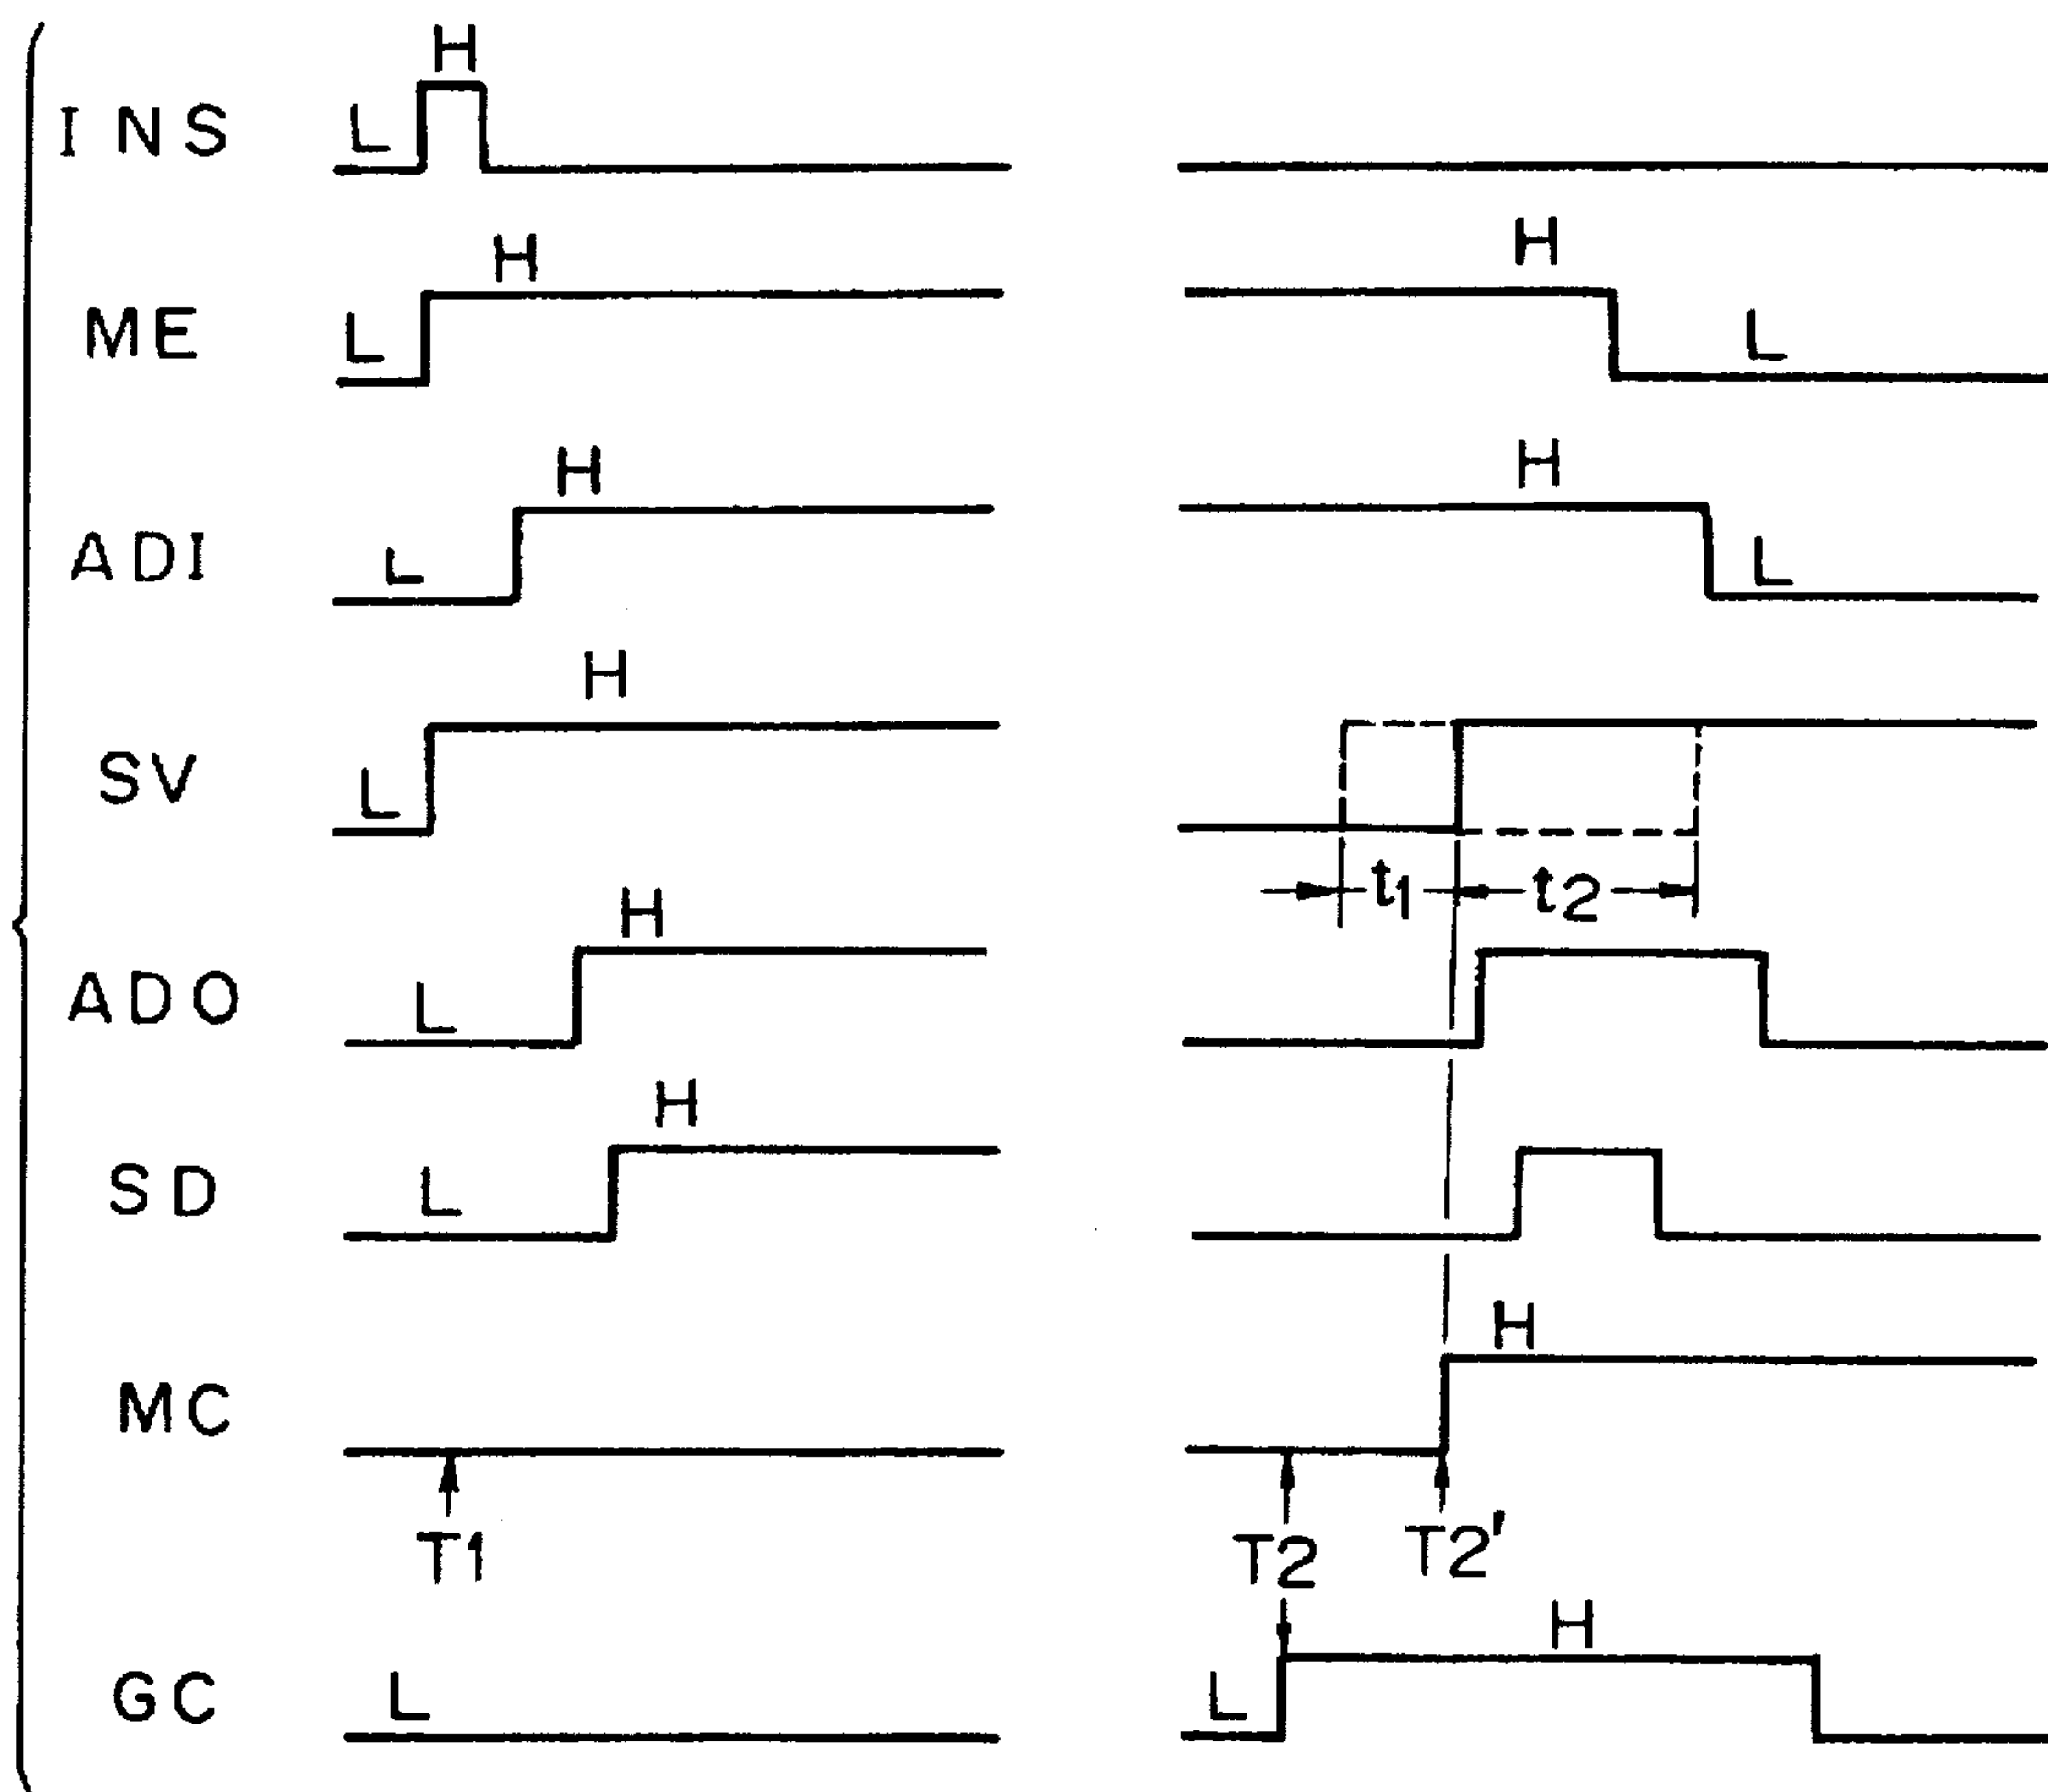 H
INS L
H H
ME L L
H H
ADI L L
H
SV L
t1 t2
H
ADO L
H
SD L
H
MC
T1 T2 T2'
H
GC L L